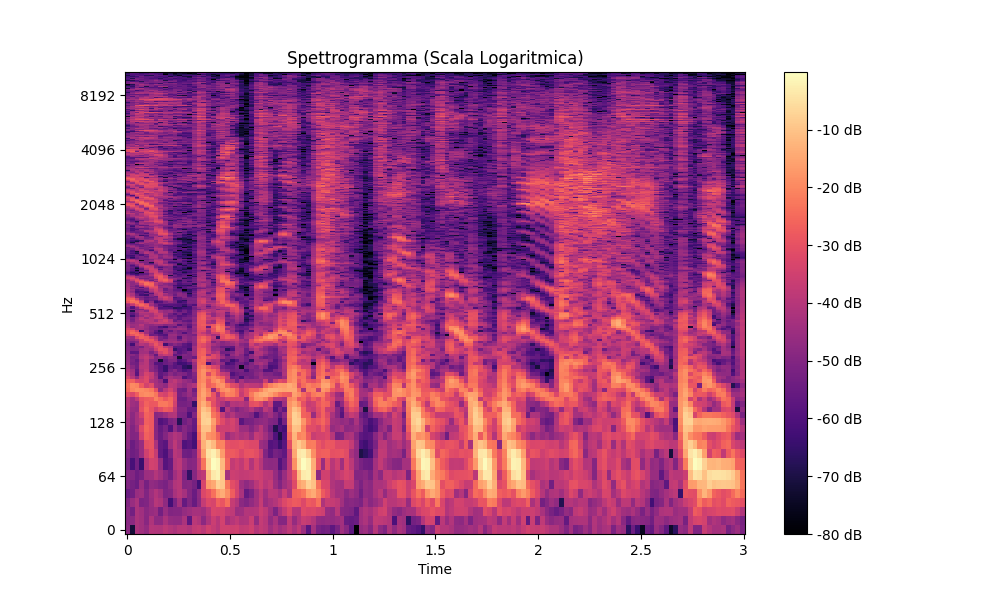 Spettrogramma (Scala Logaritmica)
8192
4096
2048
1024
512
256
128
64
0
Hz
0
0.5
1
1.5
2
2.5
3
Time
-10 dB
-20 dB
-30 dB
-40 dB
-50 dB
-60 dB
-70 dB
-80 dB